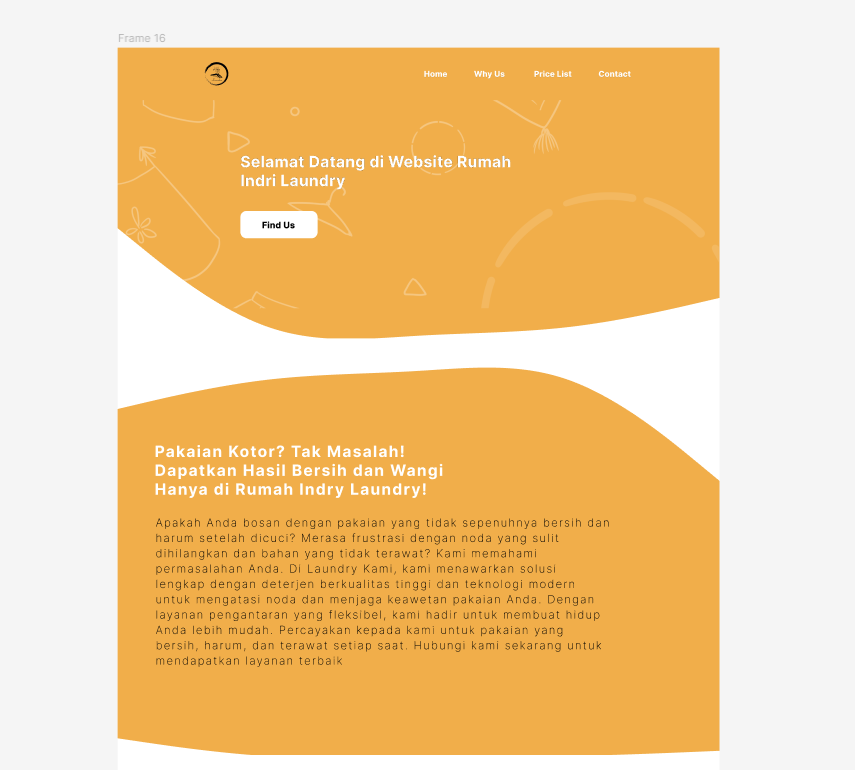 Frame 16
Home Why Us Price List Contact
Selamat Datang di Website Rumah
Indri Laundry
Find Us
Pakaian Kotor? Tak Masalah!
Dapatkan Hasil Bersih dan Wangi
Hanya di Rumah Indry Laundry!
Apakah Anda bosan dengan pakaian yang tidak sepenuhnya bersih dan
harum setelah dicuci? Merasa frustrasi dengan noda yang sulit
dihilangkan dan bahan yang tidak terawat? Kami memahami
permasalahan Anda. Di Laundry Kami, kami menawarkan solusi
lengkap dengan deterjen berkualitas tinggi dan teknologi modern
untuk mengatasi noda dan menjaga keawetan pakaian Anda. Dengan
layanan pengantaran yang fleksibel, kami hadir untuk membuat hidup
Anda lebih mudah. Percayakan kepada kami untuk pakaian yang
bersih, harum, dan terawat setiap saat. Hubungi kami sekarang untuk
mendapatkan layanan terbaik